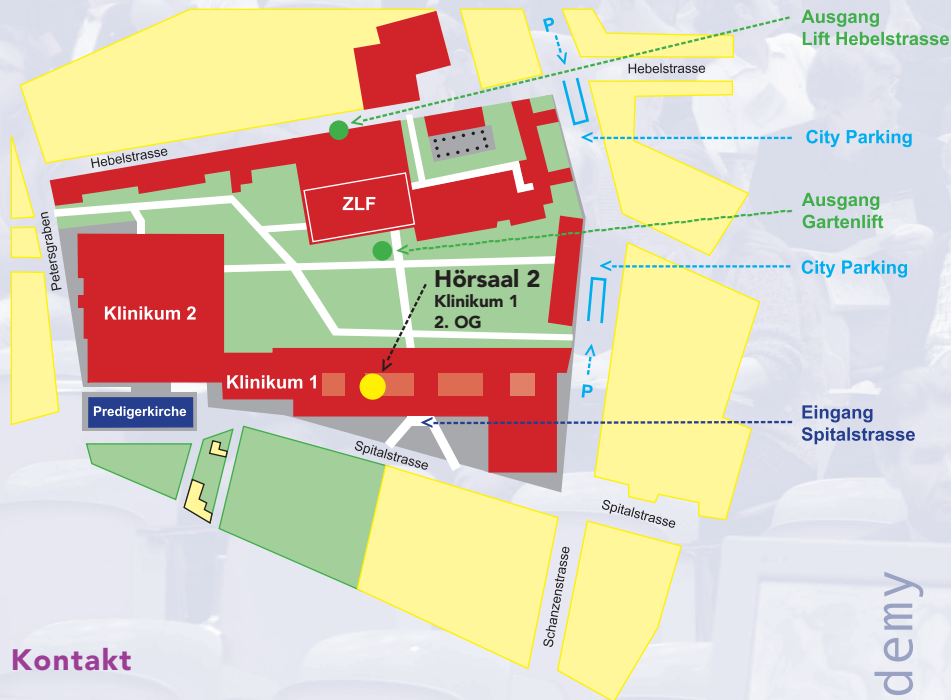 Ausgang
Lift Hebelstrasse
P
Hebelstrasse
City Parking
Hebelstrasse
ZLF
Ausgang
Gartenlift
Petersgraben
City Parking
Hörsaal 2
Klinikum 1
2. OG
Klinikum 2
Klinikum 1
P
Predigerkirche
Eingang
Spitalstrasse
Spitalstrasse
Spitalstrasse
Schanzenstrasse
Kontakt
demy